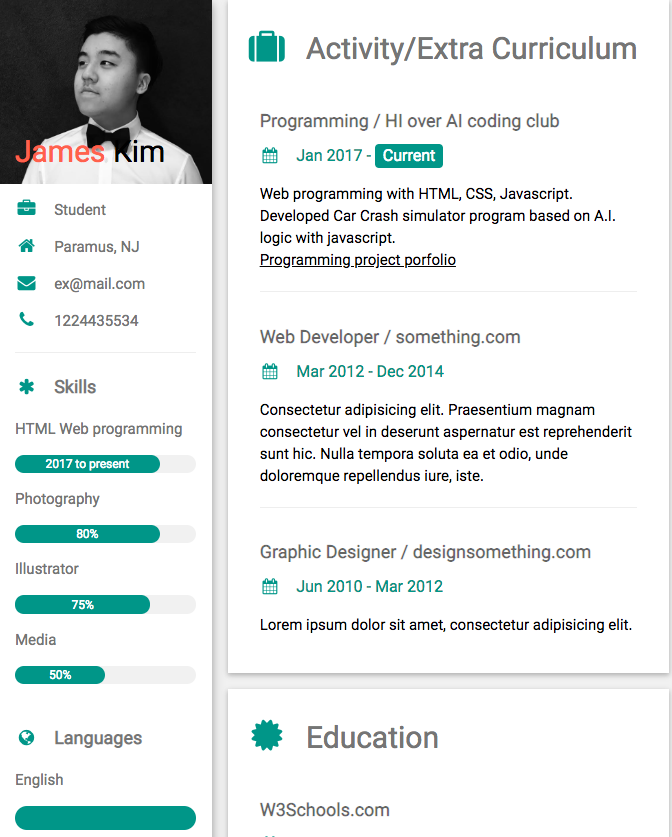 James Kim
Student
Paramus, NJ
ex@mail.com
1224435534
Skills
HTML Web programming
2017 to present
Photography
80%
Illustrator
75%
Media
50%
Languages
English
Activity/Extra Curriculum
Programming / HI over AI coding club
Jan 2017 - Current
Web programming with HTML, CSS, Javascript.
Developed Car Crash simulator program based on A.I.
logic with javascript.
Programming project porfolio
Web Developer / something.com
Mar 2012 - Dec 2014
Consectetur adipisicing elit. Praesentium magnam
consectetur vel in deserunt aspernatur est reprehenderit
sunt hic. Nulla tempora soluta ea et odio, unde
doloremque repellendus iure, iste.
Graphic Designer / designsomething.com
Jun 2010 - Mar 2012
Lorem ipsum dolor sit amet, consectetur adipisicing elit.
Education
W3Schools.com